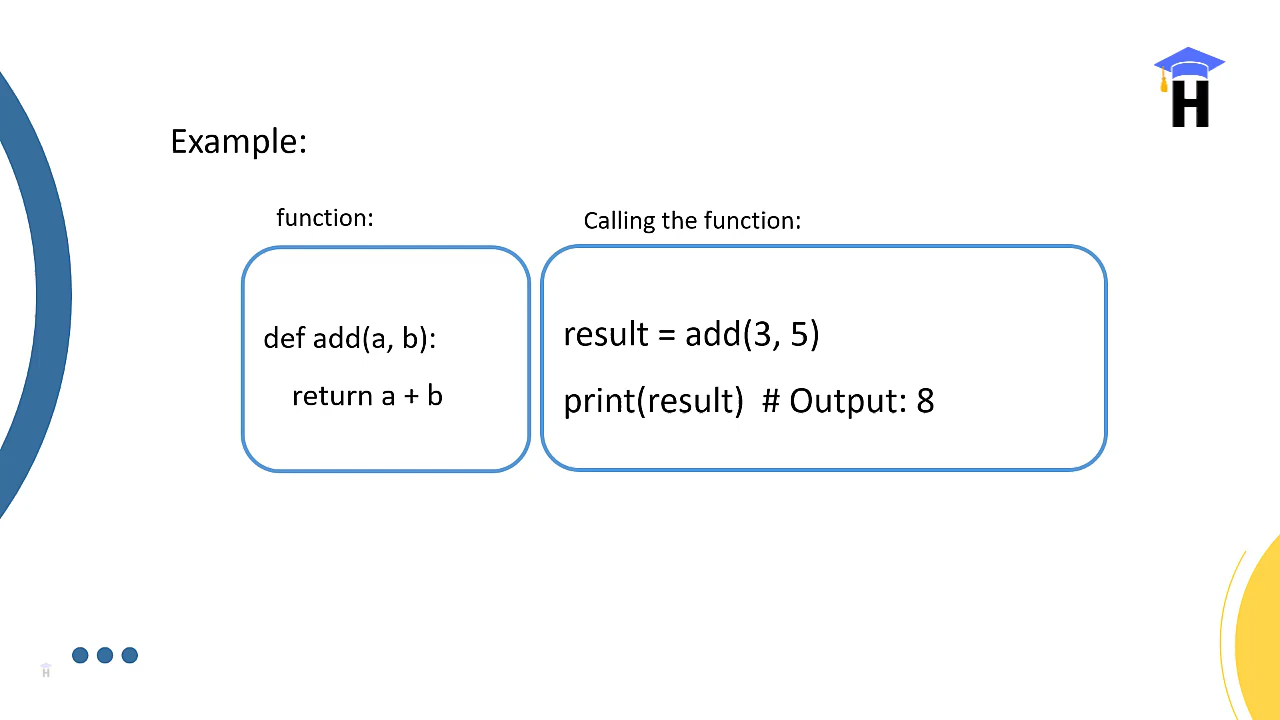 H
Example:
function:
Calling the function:
def add(a, b):
return a + b
result = add(3, 5)
print(result)  # Output: 8
H